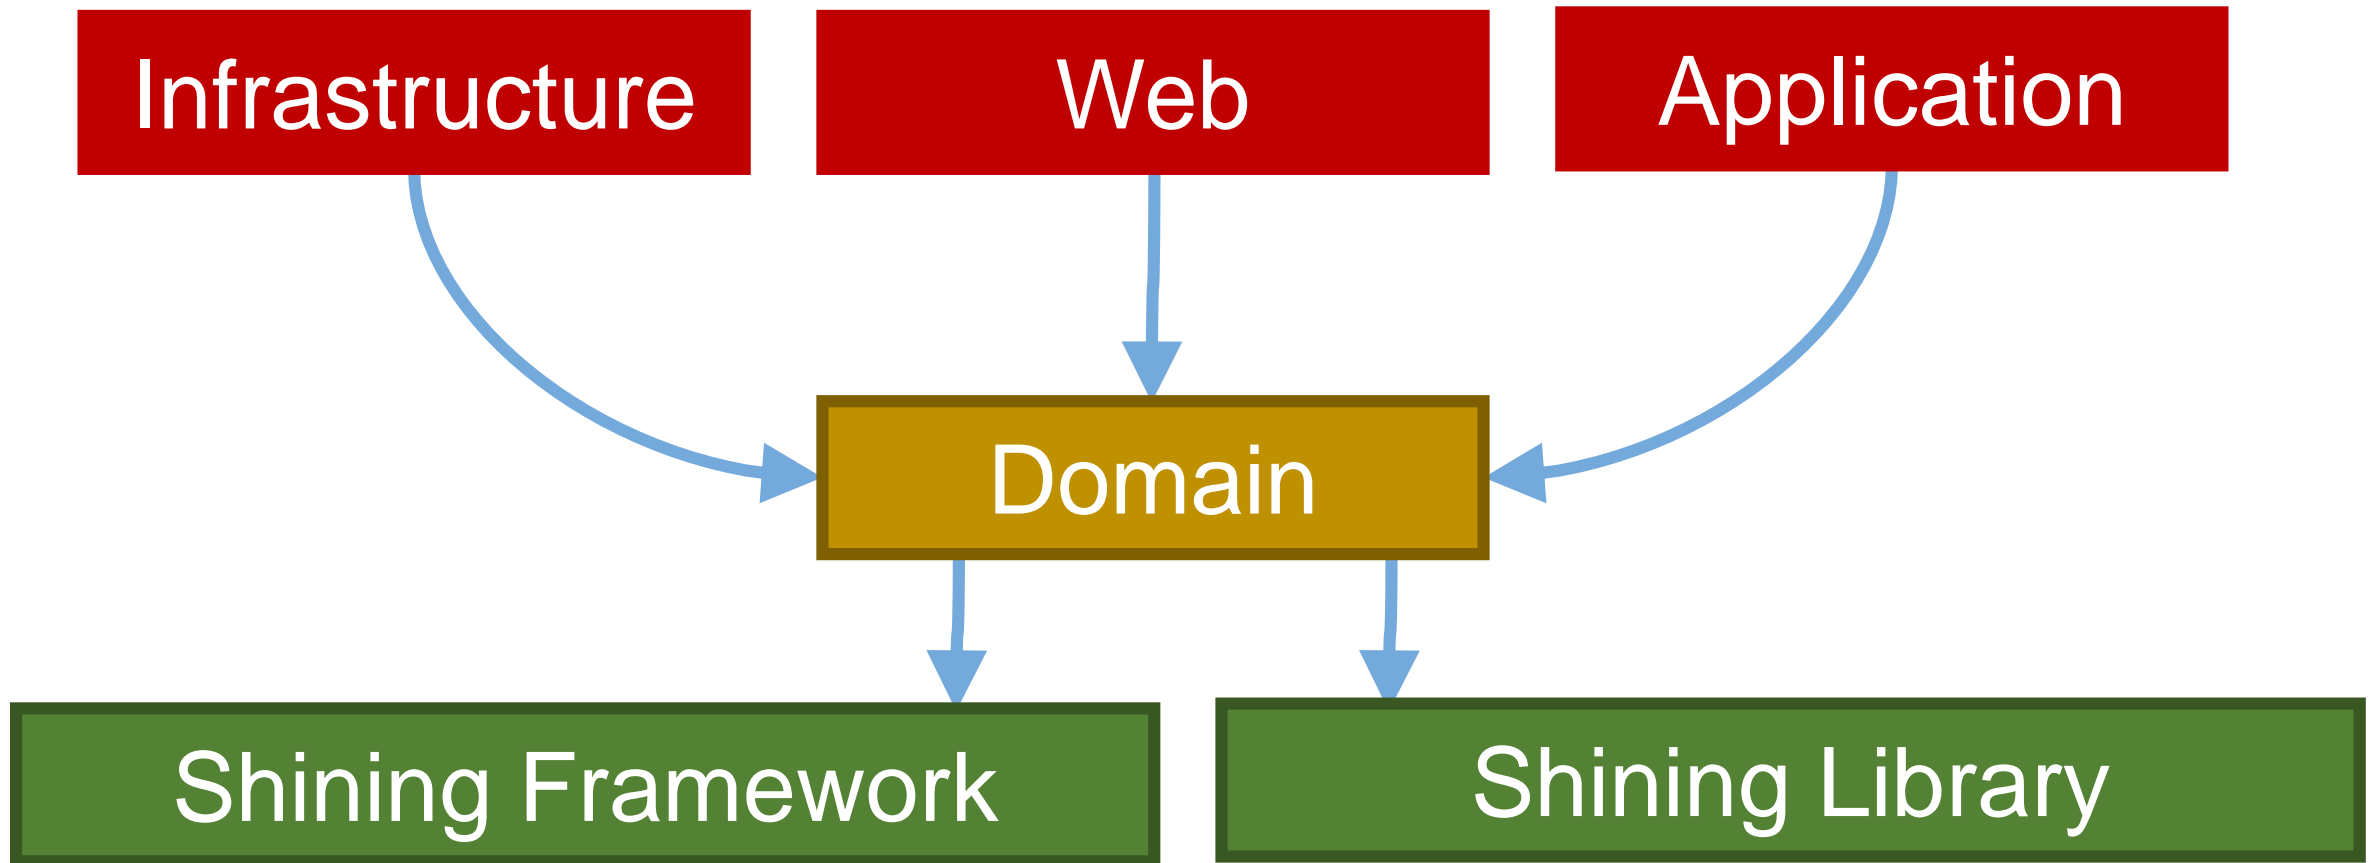 Infrastructure
Web
Application
Domain
Shining Framework
Shining Library